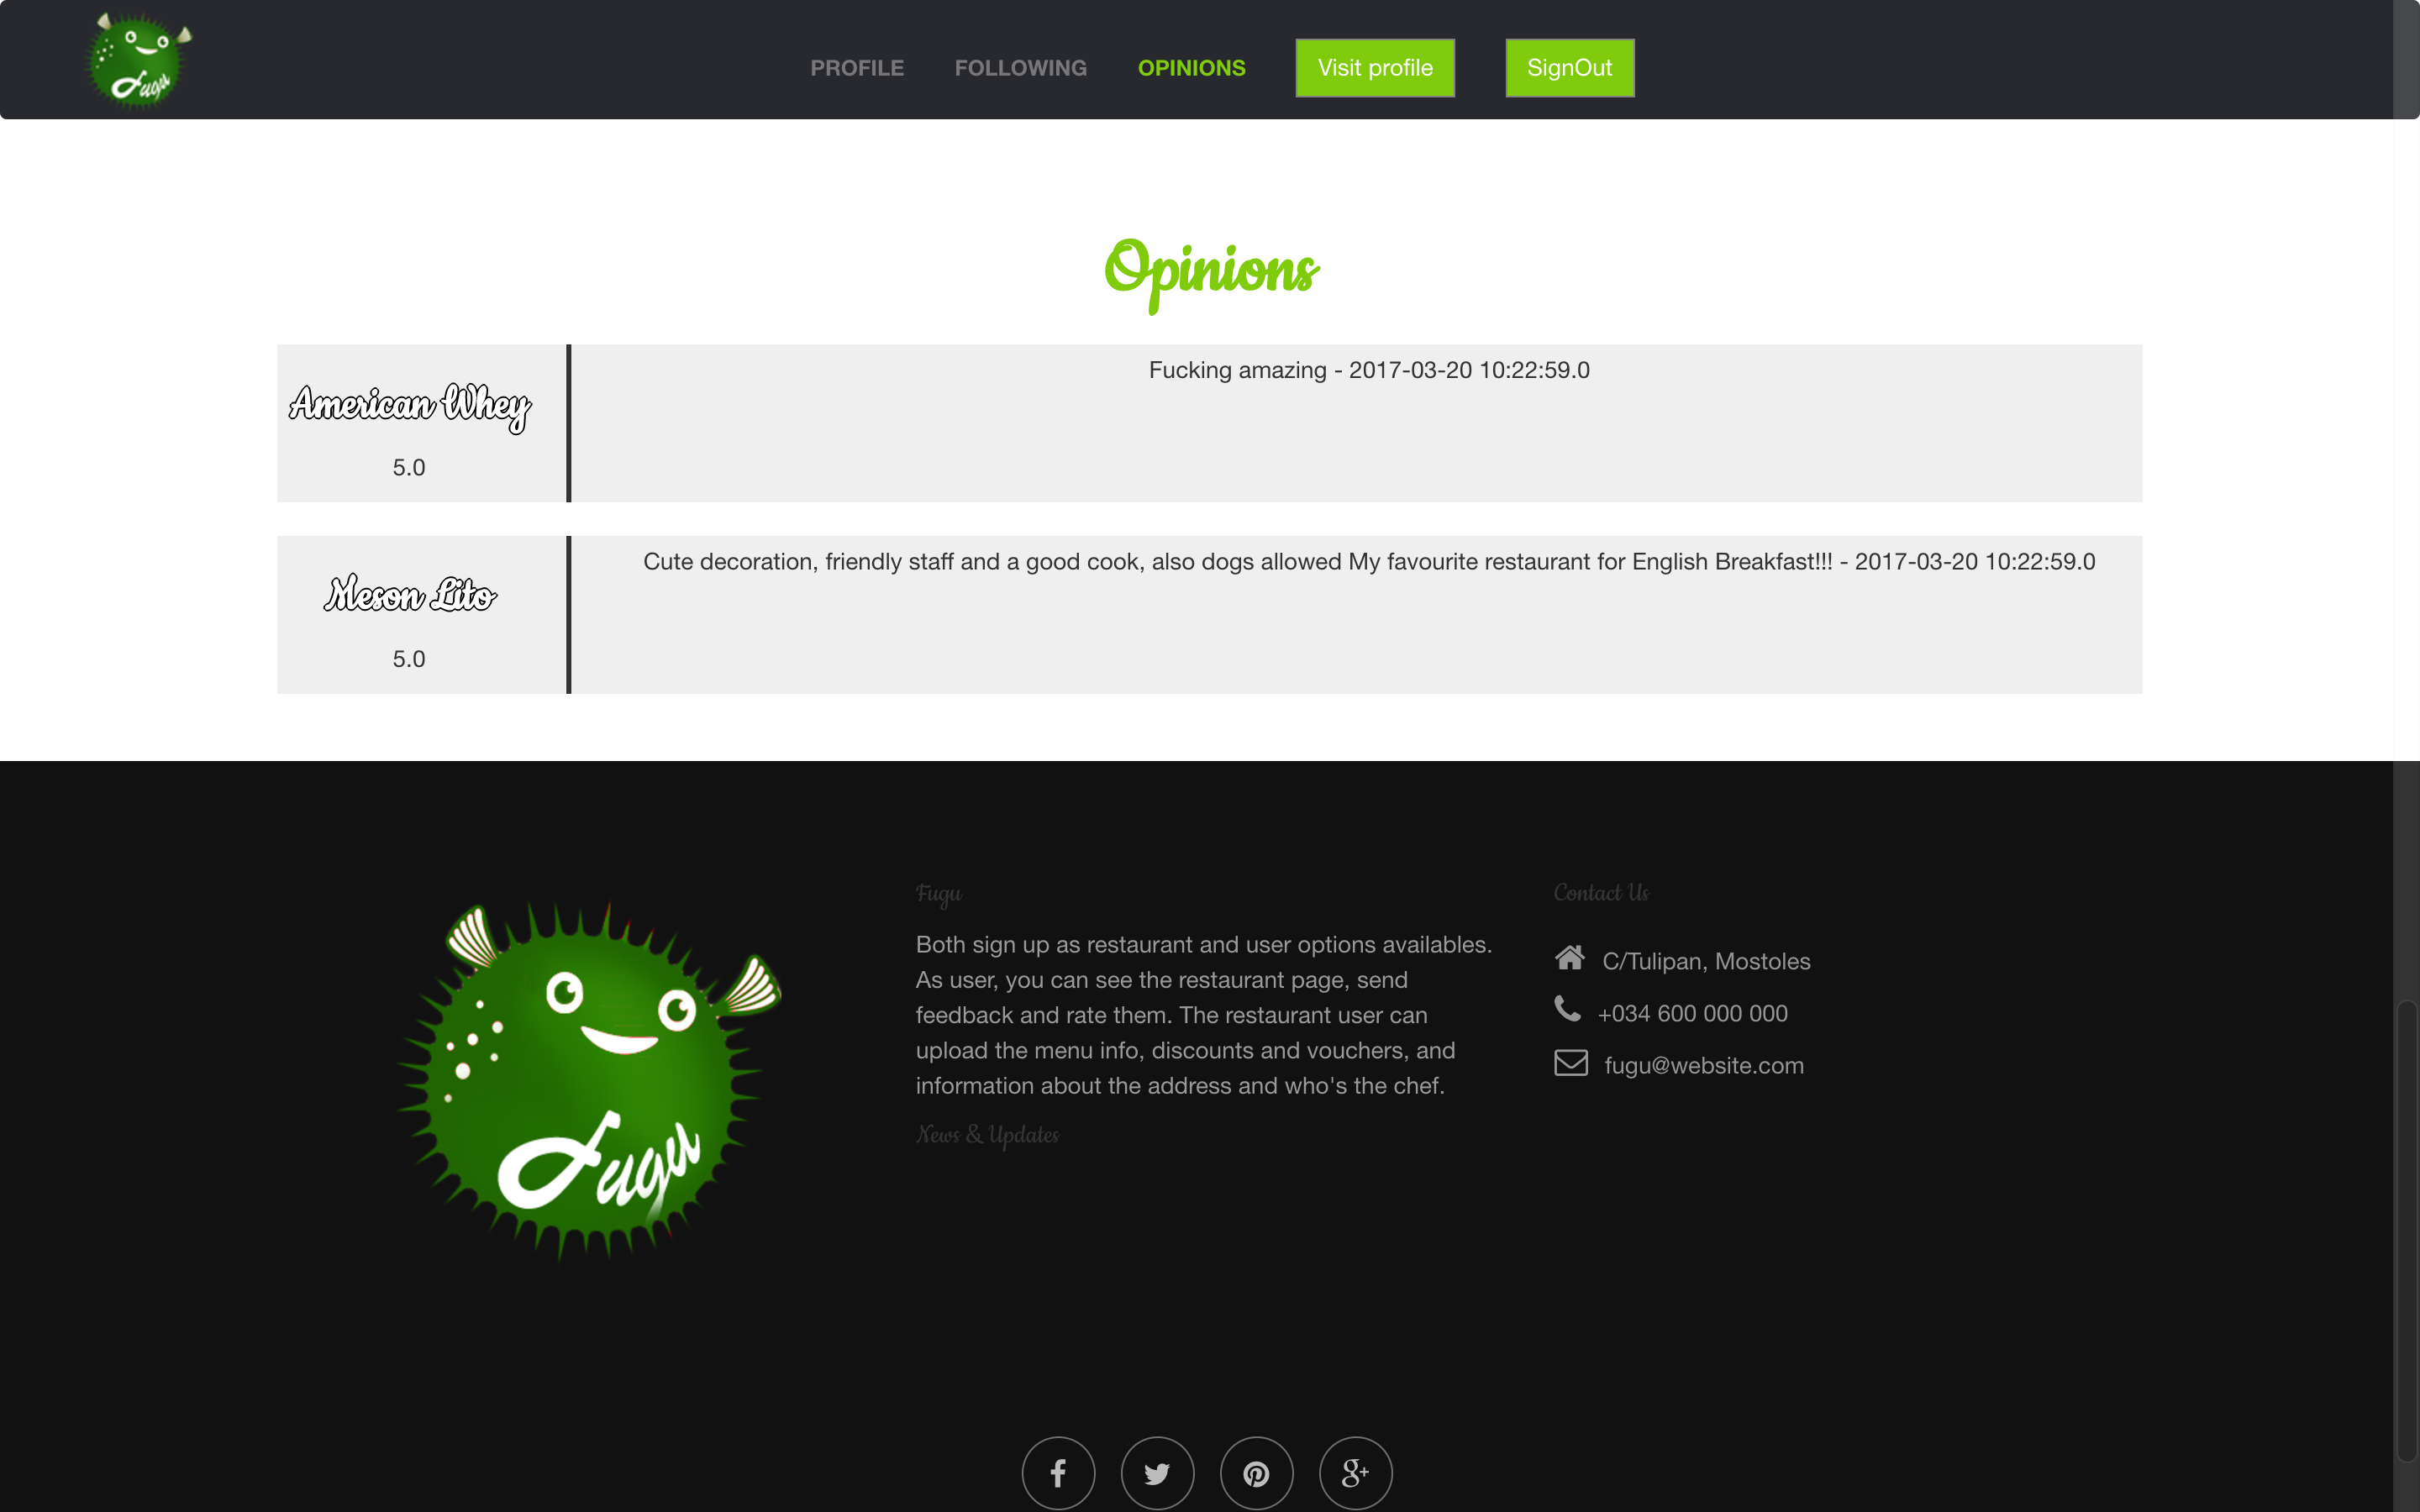 Fugu
PROFILE FOLLOWING OPINIONS Visit profile SignOut
Opinions
American Whey
5.0
Fucking amazing - 2017-03-20 10:22:59.0
Meson Lito
5.0
Cute decoration, friendly staff and a good cook, also dogs allowed My favourite restaurant for English Breakfast!!! - 2017-03-20 10:22:59.0
Fugu
Fugu
Both sign up as restaurant and user options availables.
As user, you can see the restaurant page, send
feedback and rate them. The restaurant user can
upload the menu info, discounts and vouchers, and
information about the address and who's the chef.
News & Updates
Contact Us
C/Tulipan, Mostoles
+034 600 000 000
fugu@website.com